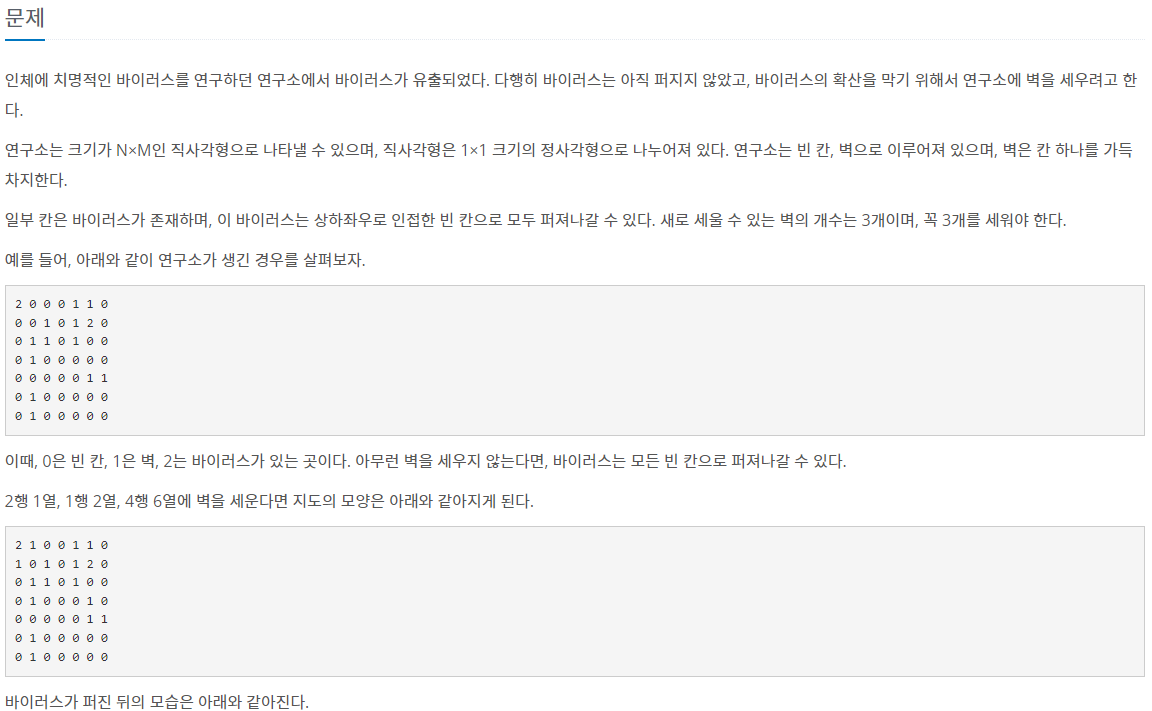 문제
인체에 치명적인 바이러스를 연구하던 연구소에서 바이러스가 유출되었다. 다행히 바이러스는 아직 퍼지지 않았고, 바이러스의 확산을 막기 위해서 연구소에 벽을 세우려고 한
다.
연구소는 크기가 N×M인 직사각형으로 나타낼 수 있으며, 직사각형은 1×1 크기의 정사각형으로 나누어져 있다. 연구소는 빈 칸, 벽으로 이루어져 있으며, 벽은 칸 하나를 가득
차지한다.
일부 칸은 바이러스가 존재하며, 이 바이러스는 상하좌우로 인접한 빈 칸으로 모두 퍼져나갈 수 있다. 새로 세울 수 있는 벽의 개수는 3개이며, 꼭 3개를 세워야 한다.
예를 들어, 아래와 같이 연구소가 생긴 경우를 살펴보자.
2 0 0 0 1 1 0
0 0 1 0 1 2 0
0 1 1 0 1 0 0
0 1 0 0 0 0 0
0 0 0 0 0 1 1
0 1 0 0 0 0 0
0 1 0 0 0 0 0
이때, 0은 빈 칸, 1은 벽, 2는 바이러스가 있는 곳이다. 아무런 벽을 세우지 않는다면, 바이러스는 모든 빈 칸으로 퍼져나갈 수 있다.
2행 1열, 1행 2열, 4행 6열에 벽을 세운다면 지도의 모양은 아래와 같아지게 된다.
2 1 0 0 1 1 0
1 0 1 0 1 2 0
0 1 1 0 1 0 0
0 1 0 0 0 1 0
0 0 0 0 0 1 1
0 1 0 0 0 0 0
0 1 0 0 0 0 0
바이러스가 퍼진 뒤의 모습은 아래와 같아진다.